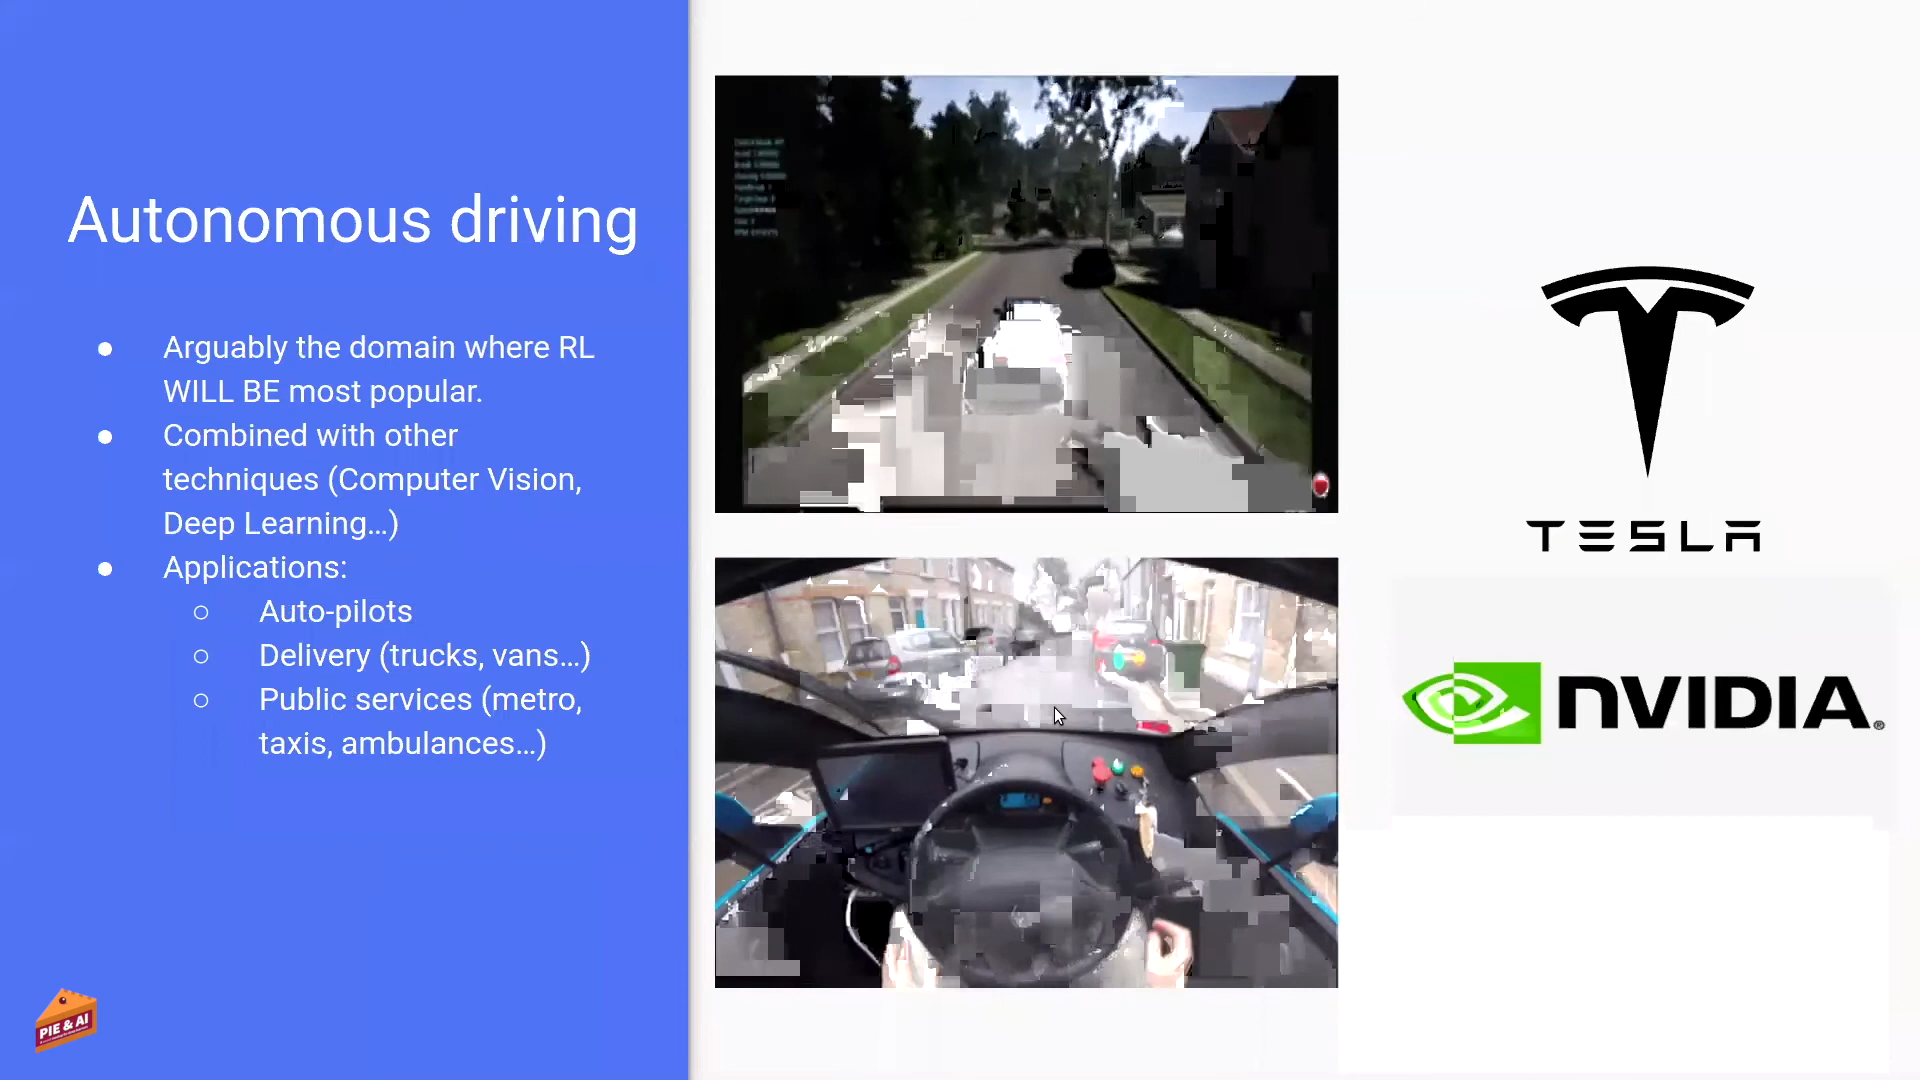 Autonomous driving
● Arguably the domain where RL
WILL BE most popular.
● Combined with other
techniques (Computer Vision,
Deep Learning...)
● Applications:
○ Auto-pilots
○ Delivery (trucks, vans...)
○ Public services (metro,
taxis, ambulances...)
PIE & AI
TESLA
NVIDIA®